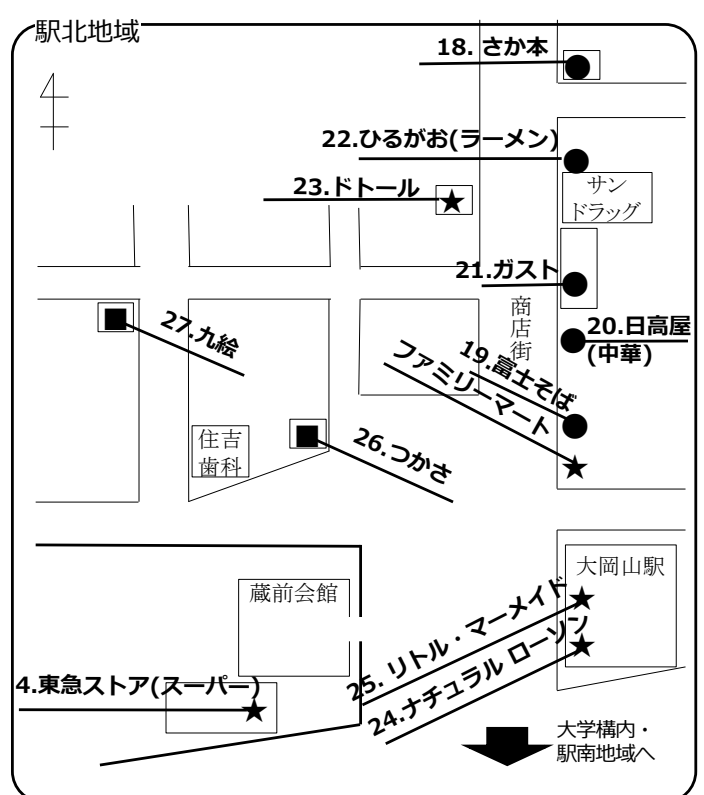 駅北地域
18. さか本
22.ひるがお(ラーメン)
サン
ドラッグ
23.ドトール
21.ガスト
商店街
20.日高屋
(中華)
19.富士そば
ファミリーマート
27.九絵
住吉
歯科
26.つかさ
大岡山駅
蔵前会館
25. リトル・マーメイド
24.ナチュラル ローソン
4.東急ストア(スーパー)
大学構内・
駅南地域へ